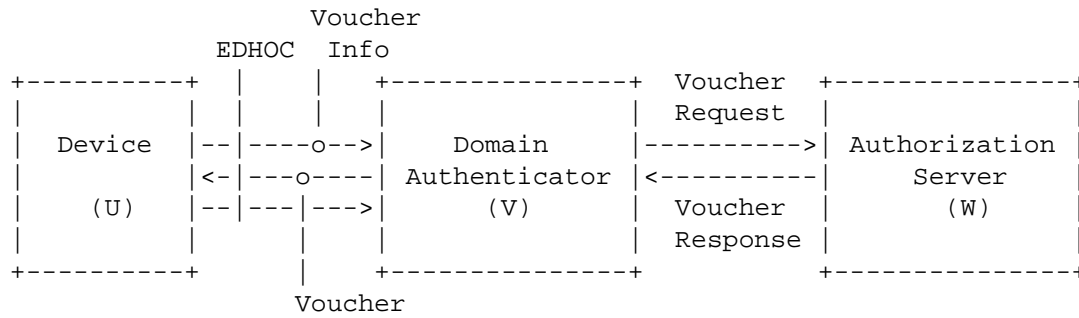 Voucher
EDHOC Info
Voucher
Request
Device Domain Authorization
Authenticator Server
(U) (V) Voucher (W)
Response
Voucher